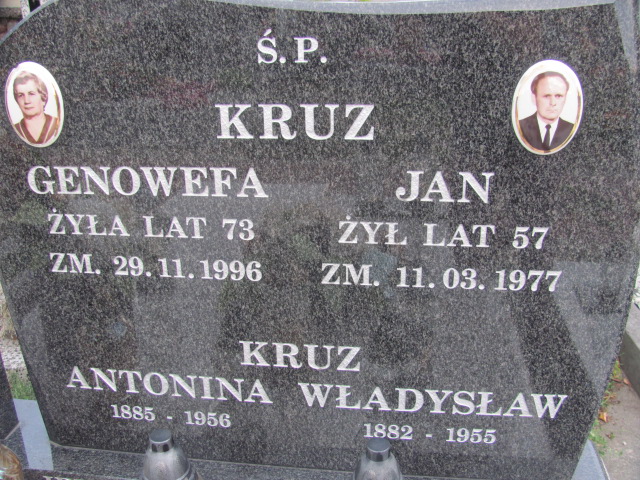 Ś.P.
KRUZ
GENOWEFA
ŻYŁA LAT 73
ZM. 29.11.1996
JAN
ŻYŁ LAT 57
ZM. 11.03.1977
KRUZ
ANTONINA
1885 - 1956
WŁADYSŁAW
1882 - 1955